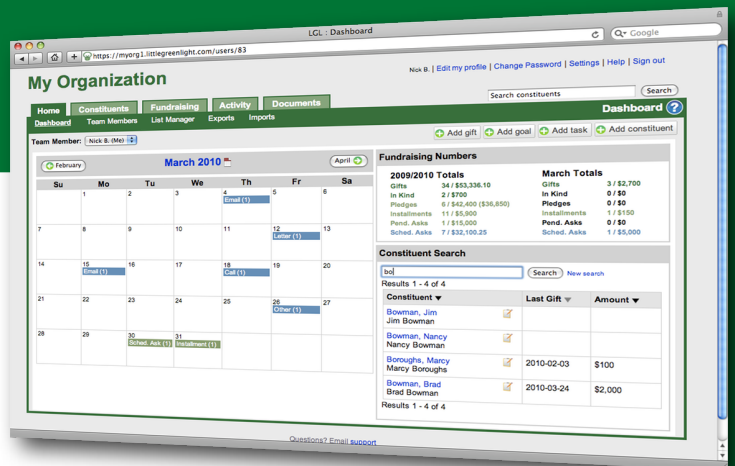 LGL : Dashboard
https://myorg1.littlegreenlight.com/users/83
Google
My Organization
Nick B. | Edit my profile | Change Password | Settings | Help | Sign out
Search constituents
Search
Home
Constituents
Fundraising
Activity
Documents
Dashboard ?
Dashboard
Team Members
List Manager
Exports
Imports
Team Member: Nick B. (Me)
Add gift
Add goal
Add task
Add constituent
February
March 2010
April
Su Mo Tu We Th Fr Sa
1 2 3 4 5 6
Email (1)
7 8 9 10 11 12 13
Letter (1)
14 15 16 17 18 19 20
Email (1) Call (1)
21 22 23 24 25 26 27
Other (1)
28 29 30 31
Sched. Ask (1) Installment (1)
Fundraising Numbers
2009/2010 Totals
Gifts 34 / $53,336.10
In Kind 2 / $700
Pledges 6 / $42,400 ($36,850)
Installments 11 / $5,900
Pend. Asks 1 / $15,000
Sched. Asks 7 / $32,100.25
March Totals
Gifts 3 / $2,700
In Kind 0 / $0
Pledges 0 / $0
Installments 1 / $150
Pend. Asks 0 / $0
Sched. Asks 1 / $5,000
Constituent Search
bo
Search
New search
Results 1 - 4 of 4
Constituent Last Gift Amount
Bowman, Jim
Jim Bowman
Bowman, Nancy
Nancy Bowman
Boroughs, Marcy 2010-02-03 $100
Marcy Boroughs
Bowman, Brad 2010-03-24 $2,000
Brad Bowman
Results 1 - 4 of 4
Questions? Email support